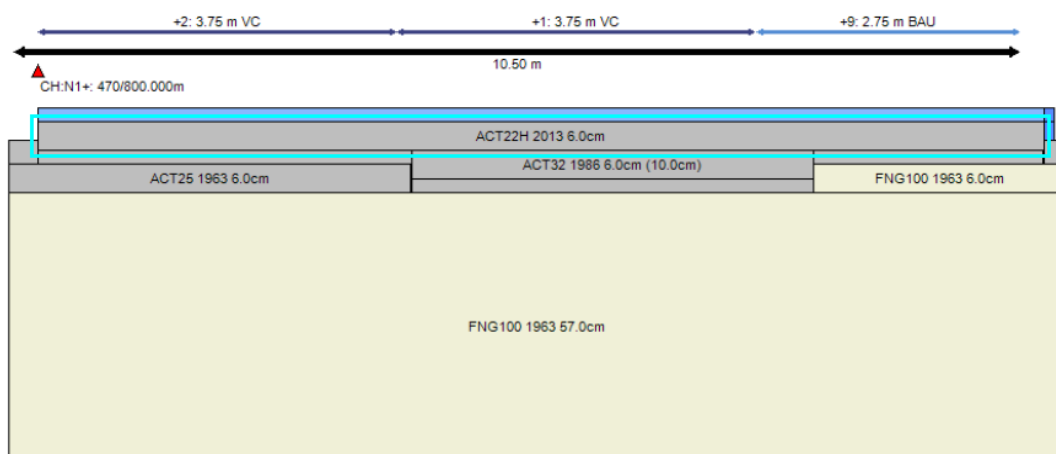 +2: 3.75 m VC
+1: 3.75 m VC
+9: 2.75 m BAU
10.50 m
CH:N1+: 470/800.000m
ACT22H 2013 6.0cm
ACT32 1986 6.0cm (10.0cm)
ACT25 1963 6.0cm
FNG100 1963 6.0cm
FNG100 1963 57.0cm